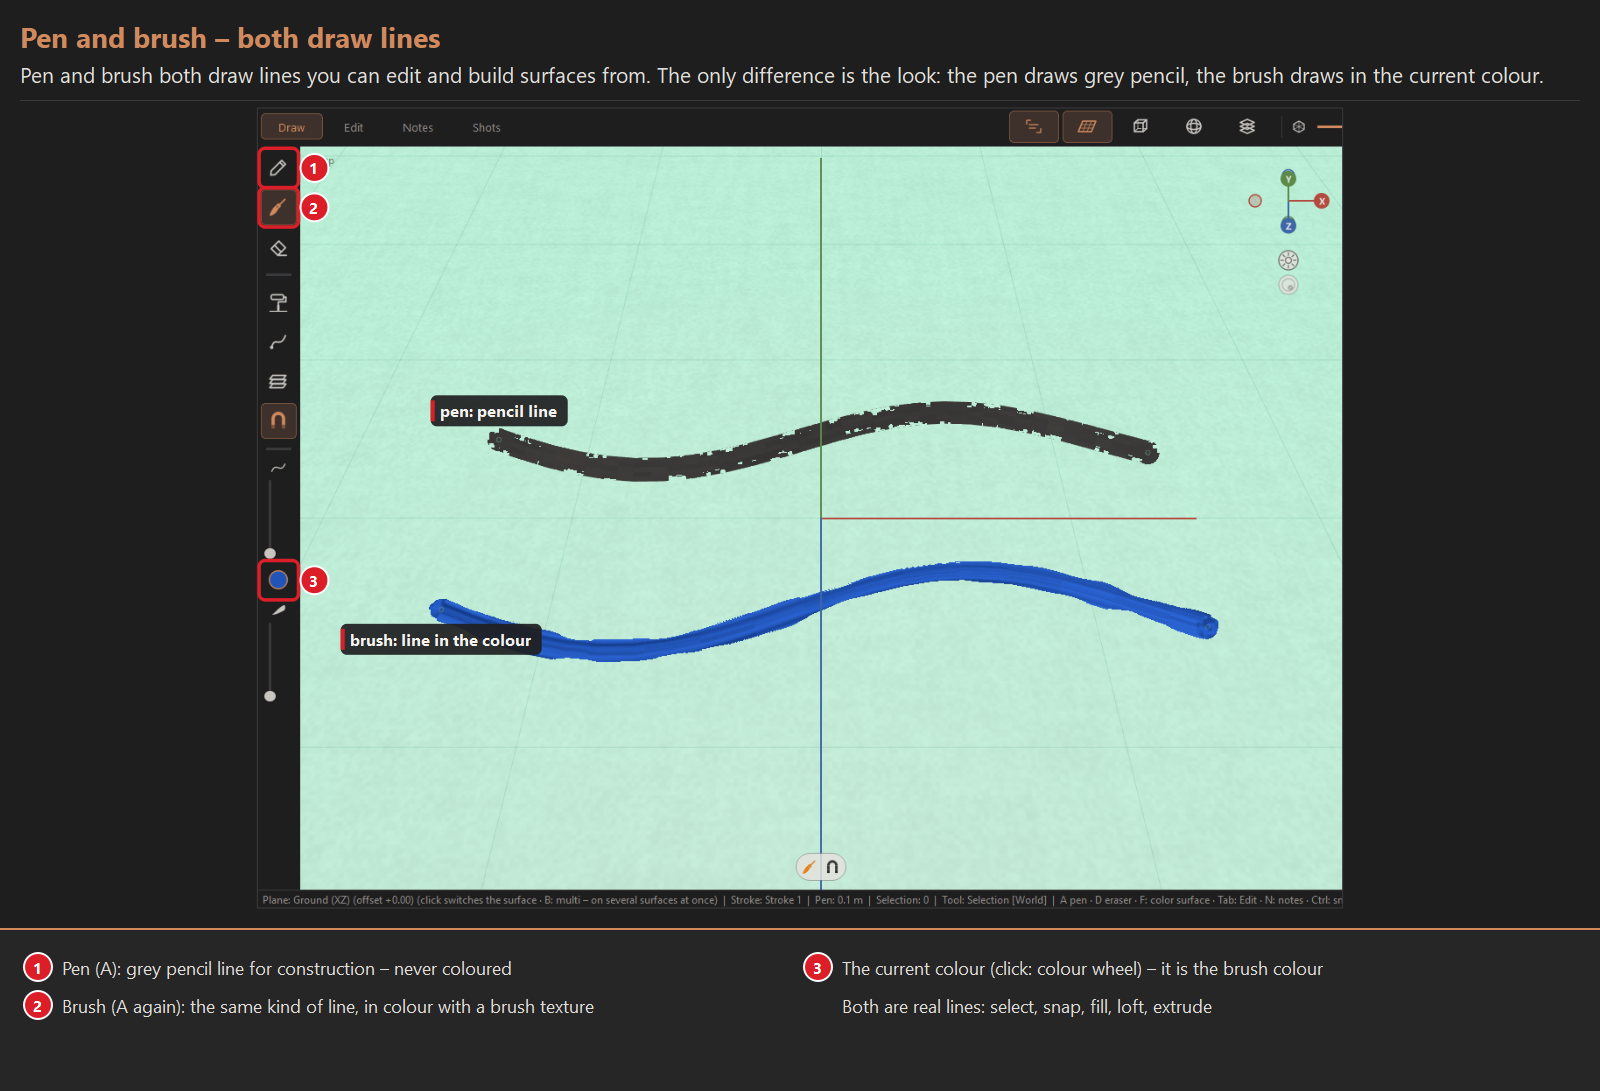 Pen and brush – both draw lines
Pen and brush both draw lines you can edit and build surfaces from. The only difference is the look: the pen draws grey pencil, the brush draws in the current colour.
Draw Edit Notes Shots
1
2
Y
X
Z
pen: pencil line
3
brush: line in the colour
Plane: Ground (XZ) (offset +0.00) (click switches the surface · B: multi – on several surfaces at once) | Stroke: Stroke 1 | Pen: 0.1 m | Selection: 0 | Tool: Selection [World] | A pen · D eraser · F: color surface · Tab: Edit · N: notes · Ctrl: sn
1 Pen (A): grey pencil line for construction – never coloured
2 Brush (A again): the same kind of line, in colour with a brush texture
3 The current colour (click: colour wheel) – it is the brush colour
Both are real lines: select, snap, fill, loft, extrude